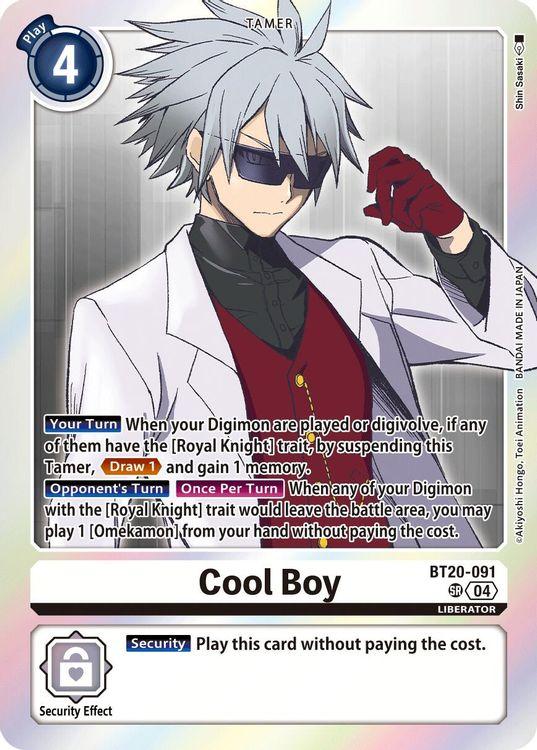 TAMER
Play
4
Shin Sasaki
©Akiyoshi Hongo, Toei Animation BANDAI MADE IN JAPAN
Your Turn When your Digimon are played or digivolve, if any
of them have the [Royal Knight] trait, by suspending this
Tamer, Draw 1 and gain 1 memory.
Opponent's Turn Once Per Turn When any of your Digimon
with the [Royal Knight] trait would leave the battle area, you may
play 1 [Omekamon] from your hand without paying the cost.
Cool Boy
BT20-091
SR 04
LIBERATOR
Security Play this card without paying the cost.
Security Effect